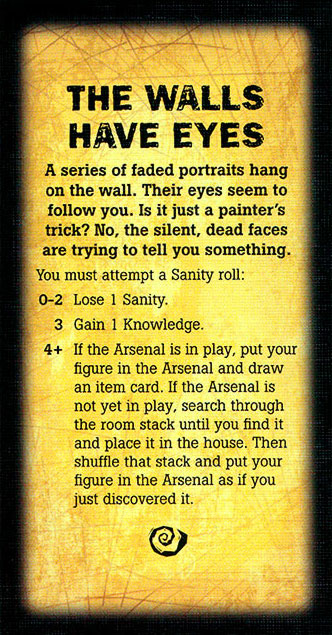 THE WALLS
HAVE EYES
A series of faded portraits hang
on the wall. Their eyes seem to
follow you. Is it just a painter's
trick? No, the silent, dead faces
are trying to tell you something.
You must attempt a Sanity roll:
0-2 Lose 1 Sanity.
3 Gain 1 Knowledge.
4+ If the Arsenal is in play, put your
figure in the Arsenal and draw
an item card. If the Arsenal is
not yet in play, search through
the room stack until you find it
and place it in the house. Then
shuffle that stack and put your
figure in the Arsenal as if you
just discovered it.